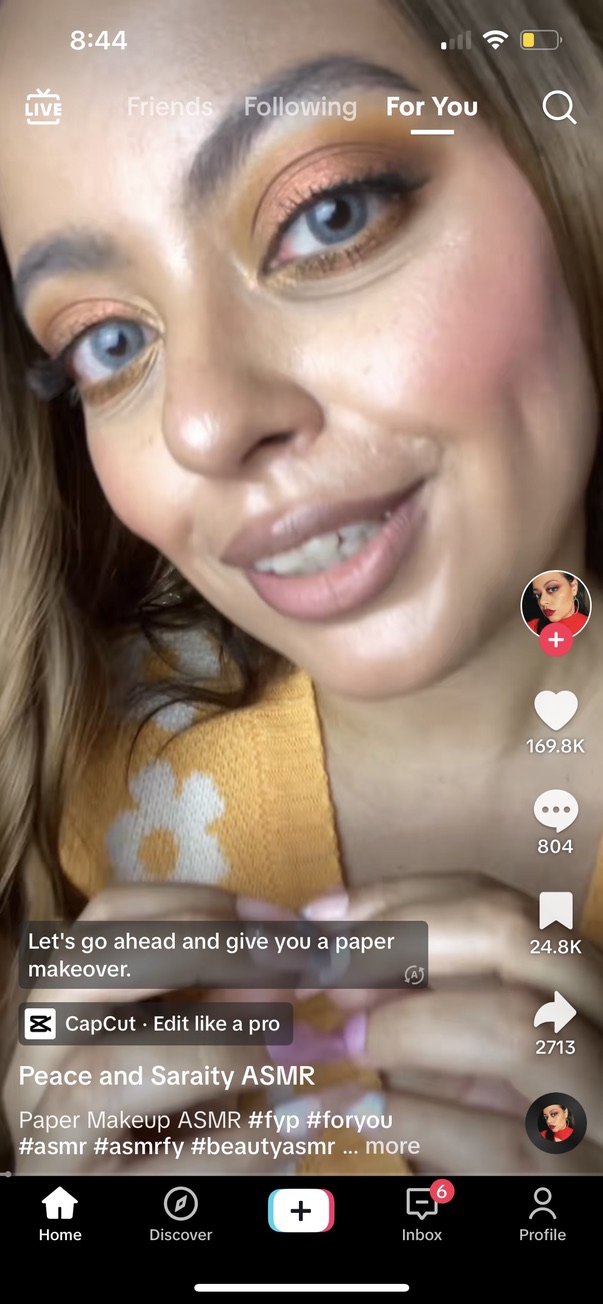 8:44
LIVE
Friends Following For You
169.8K
804
Let's go ahead and give you a paper
makeover.
24.8K
CapCut · Edit like a pro
2713
Peace and Saraity ASMR
Paper Makeup ASMR #fyp #foryou
#asmr #asmrfy #beautyasmr ... more
6
Home Discover Inbox Profile